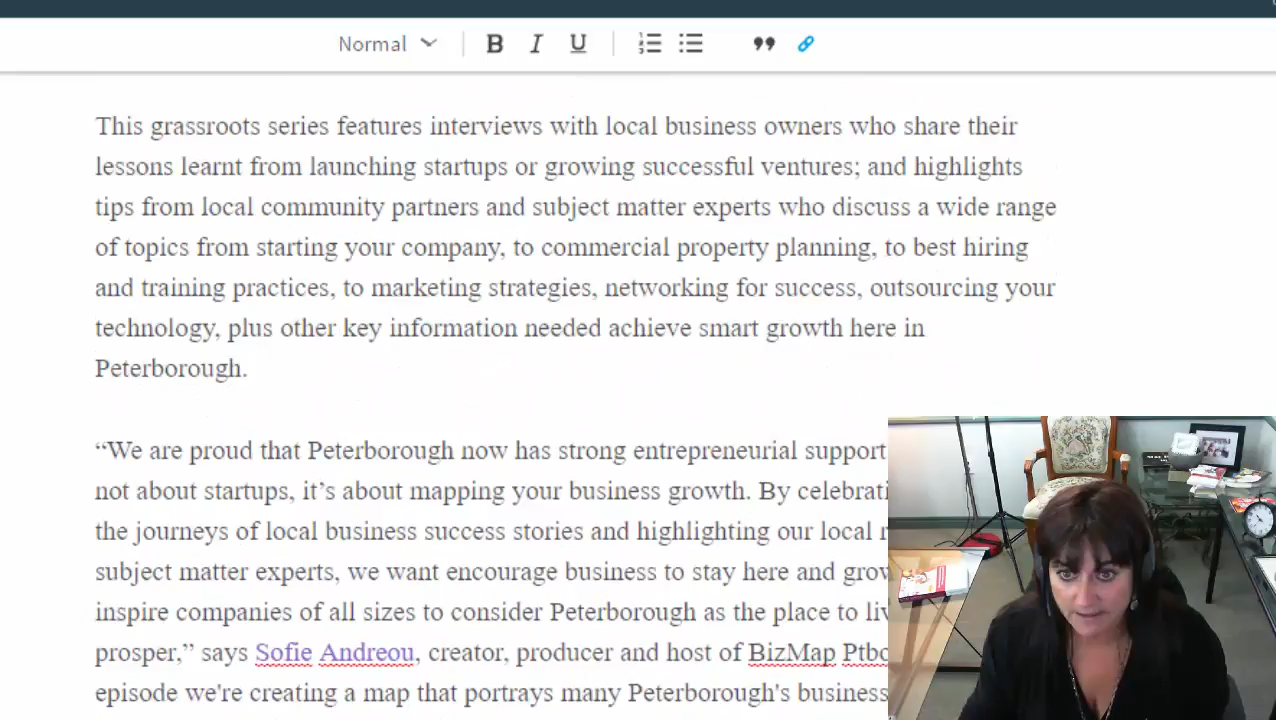 Normal
B I U
This grassroots series features interviews with local business owners who share their
lessons learnt from launching startups or growing successful ventures; and highlights
tips from local community partners and subject matter experts who discuss a wide range
of topics from starting your company, to commercial property planning, to best hiring
and training practices, to marketing strategies, networking for success, outsourcing your
technology, plus other key information needed achieve smart growth here in
Peterborough.
“We are proud that Peterborough now has strong entrepreneurial support
not about startups, it’s about mapping your business growth. By celebrati
the journeys of local business success stories and highlighting our local r
subject matter experts, we want encourage business to stay here and grow
inspire companies of all sizes to consider Peterborough as the place to liv
prosper,” says Sofie Andreou, creator, producer and host of BizMap Ptbo
episode we're creating a map that portrays many Peterborough's business